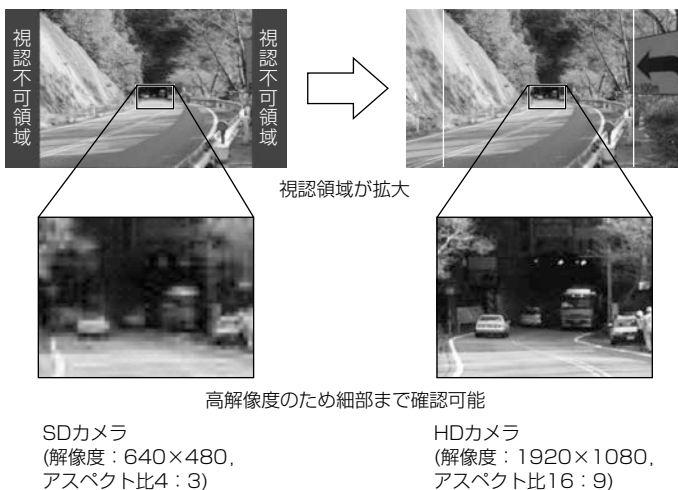 視認不可領域
視認不可領域
視認領域が拡大
高解像度のため細部まで確認可能
SDカメラ
(解像度：640×480,
アスペクト比4：3)
HDカメラ
(解像度：1920×1080,
アスペクト比16：9)